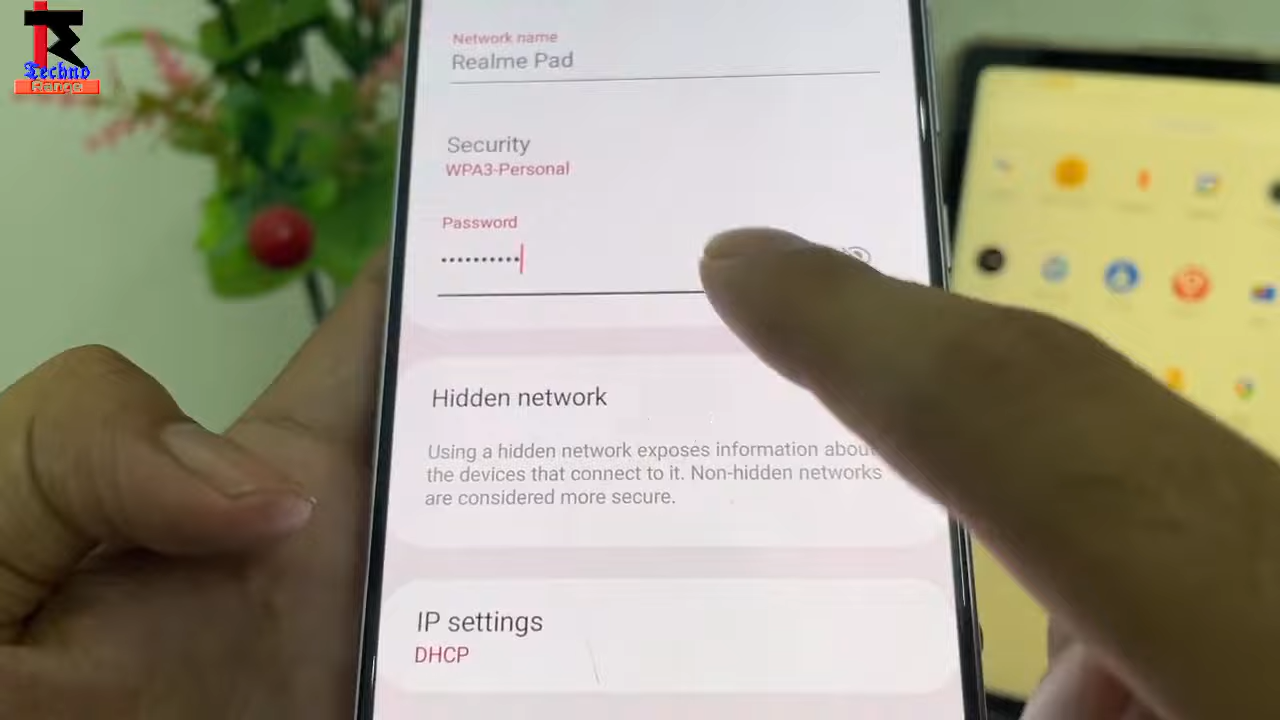 Techno
Range
Network name
Realme Pad
Security
WPA3-Personal
Password
Hidden network
Using a hidden network exposes information about
the devices that connect to it. Non-hidden networks
are considered more secure.
IP settings
DHCP